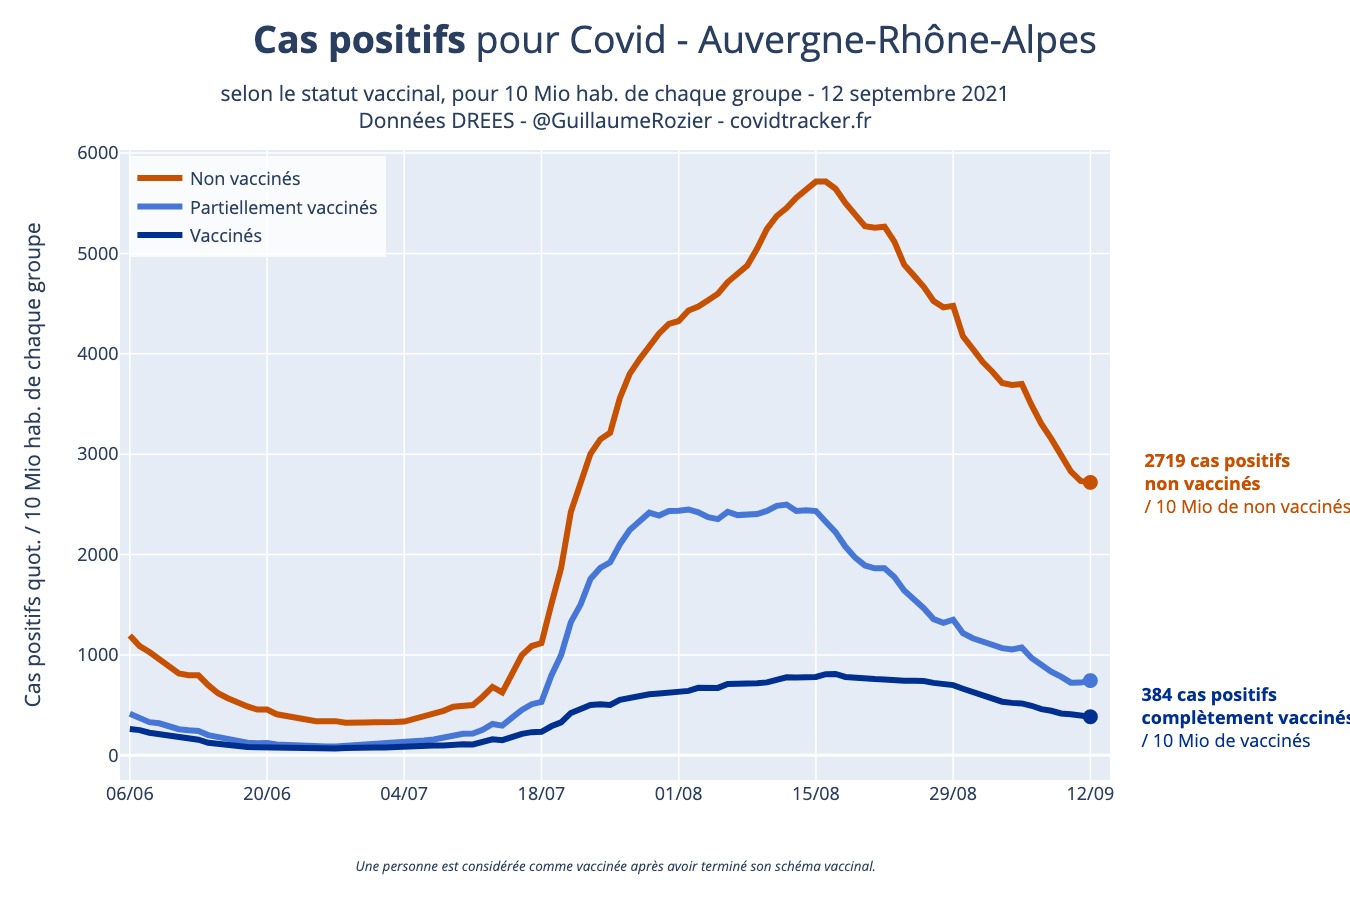 Cas positifs pour Covid - Auvergne-Rhône-Alpes
selon le statut vaccinal, pour 10 Mio hab. de chaque groupe - 12 septembre 2021
Données DREES - @GuillaumeRozier - covidtracker.fr
Cas positifs quot. / 10 Mio hab. de chaque groupe
6000
5000
4000
3000
2000
1000
0
Non vaccinés
Partiellement vaccinés
Vaccinés
2719 cas positifs
non vaccinés
/ 10 Mio de non vaccinés
384 cas positifs
complètement vaccinés
/ 10 Mio de vaccinés
06/06
20/06
04/07
18/07
01/08
15/08
29/08
12/09
Une personne est considérée comme vaccinée après avoir terminé son schéma vaccinal.